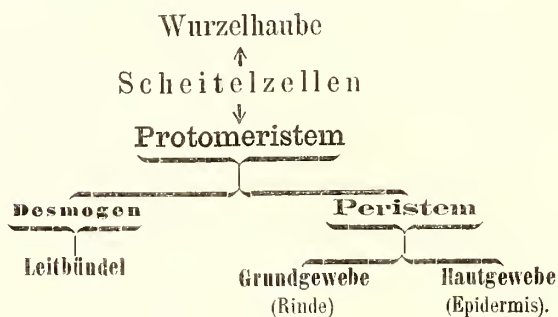 Wurzelhaube
Scheitelzellen
Protomeristem
Desmogen Peristem
Leitbündel Grundgewebe Hautgewebe
(Rinde) (Epidermis).